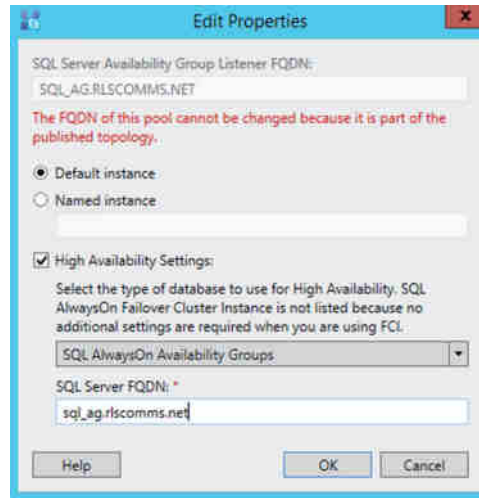 Edit Properties
x
SQL Server Availability Group Listener FQDN:
SQL_AG.RLSCOMMS.NET
The FQDN of this pool cannot be changed because it is part of the
published topology.
Default instance
Named instance
High Availability Settings:
Select the type of database to use for High Availability. SQL
AlwaysOn Failover Cluster Instance is not listed because no
additional settings are required when you are using FCI.
SQL AlwaysOn Availability Groups
SQL Server FQDN: *
sql_ag.rlscomms.net
Help
OK
Cancel